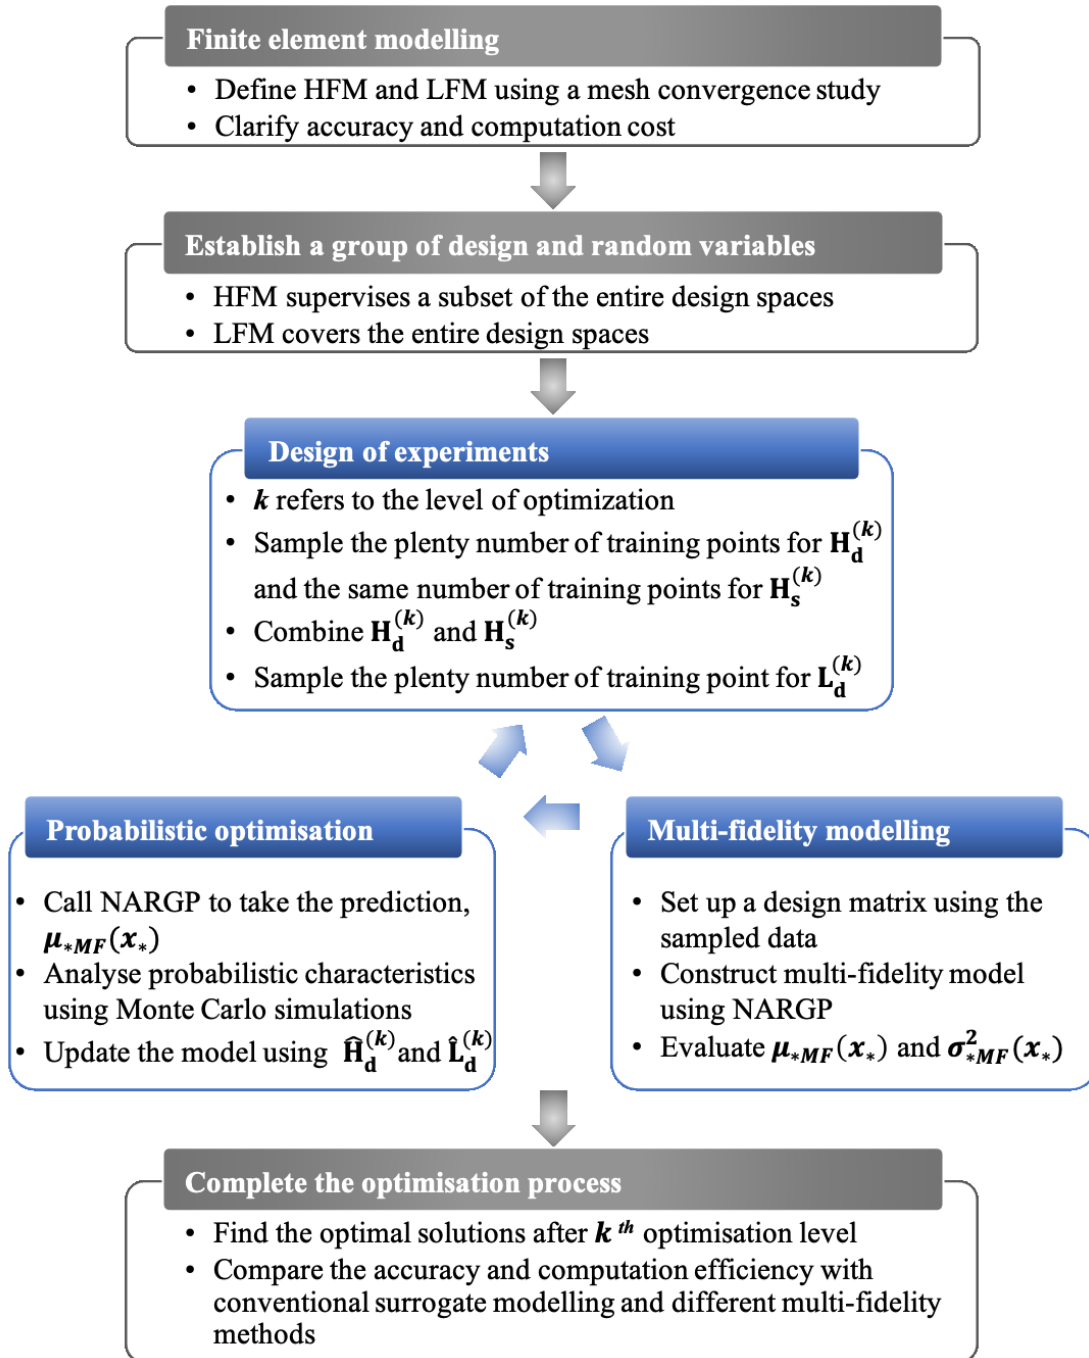 Finite element modelling
• Define HFM and LFM using a mesh convergence study
• Clarify accuracy and computation cost
Establish a group of design and random variables
• HFM supervises a subset of the entire design spaces
• LFM covers the entire design spaces
Design of experiments
• k refers to the level of optimization
• Sample the plenty number of training points for H_d^(k)
and the same number of training points for H_s^(k)
• Combine H_d^(k) and H_s^(k)
• Sample the plenty number of training point for L_d^(k)
Probabilistic optimisation
• Call NARGP to take the prediction,
μ_*MF(x_*)
• Analyse probabilistic characteristics
using Monte Carlo simulations
• Update the model using Ĥ_d^(k) and L̂_d^(k)
Multi-fidelity modelling
• Set up a design matrix using the
sampled data
• Construct multi-fidelity model
using NARGP
• Evaluate μ_*MF(x_*) and σ²_*MF(x_*)
Complete the optimisation process
• Find the optimal solutions after k^th optimisation level
• Compare the accuracy and computation efficiency with
conventional surrogate modelling and different multi-fidelity
methods